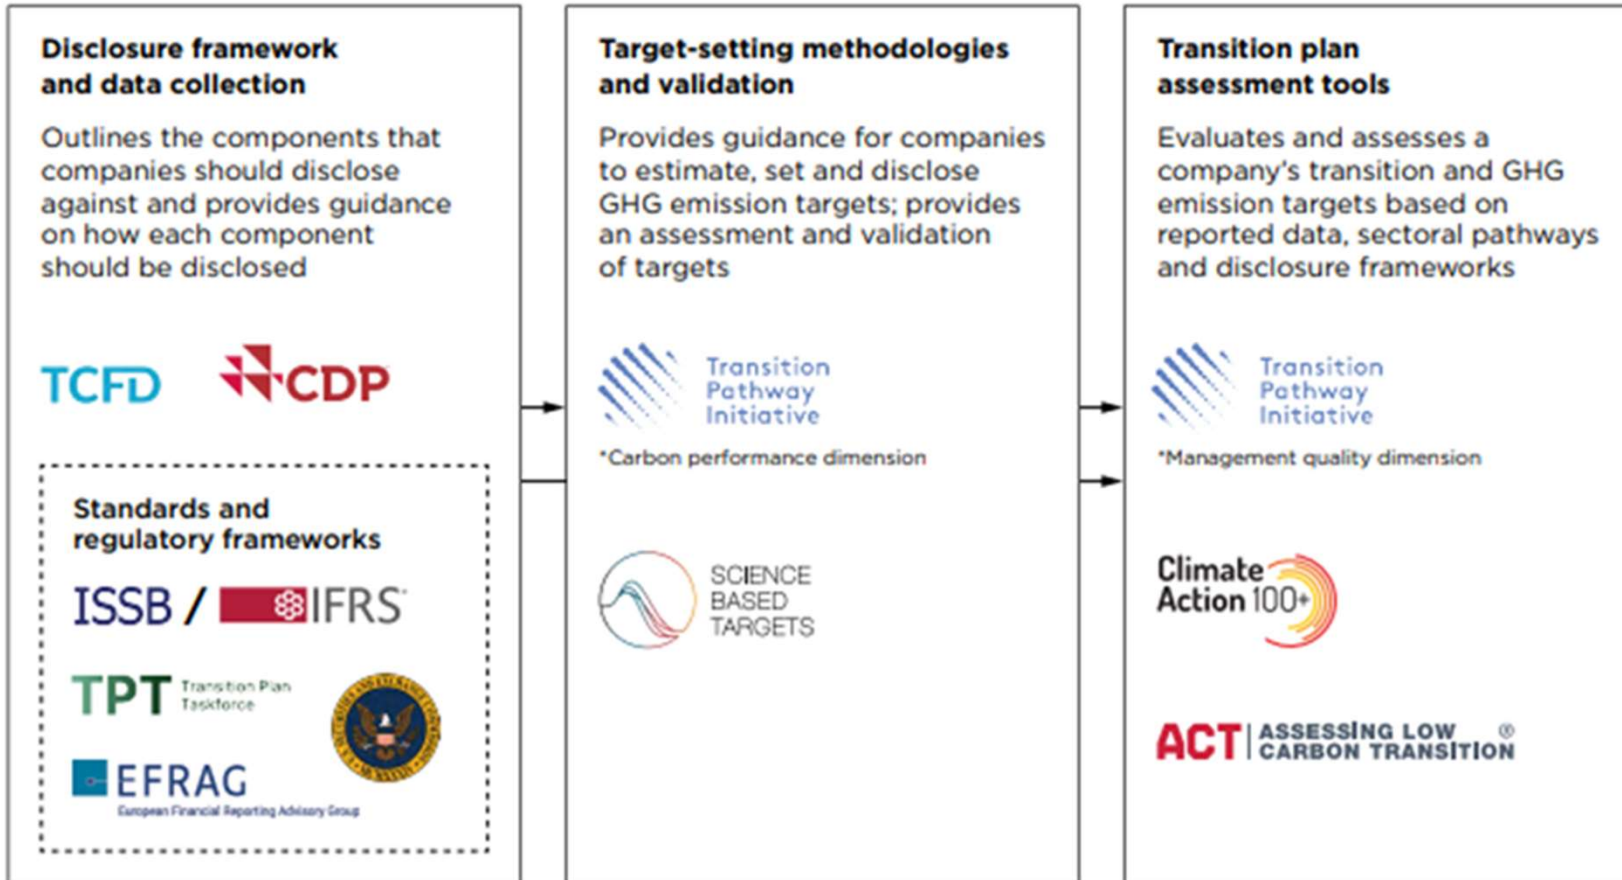 Disclosure framework
and data collection
Outlines the components that
companies should disclose
against and provides guidance
on how each component
should be disclosed
TCFD
CDP
Standards and
regulatory frameworks
ISSB / IFRS
TPT Transition Plan
Taskforce
EFRAG
European Financial Reporting Advisory Group
Target-setting methodologies
and validation
Provides guidance for companies
to estimate, set and disclose
GHG emission targets; provides
an assessment and validation
of targets
Transition
Pathway
Initiative
*Carbon performance dimension
SCIENCE
BASED
TARGETS
Transition plan
assessment tools
Evaluates and assesses a
company's transition and GHG
emission targets based on
reported data, sectoral pathways
and disclosure frameworks
Transition
Pathway
Initiative
*Management quality dimension
Climate
Action 100+
ACT ASSESSING LOW ®
CARBON TRANSITION